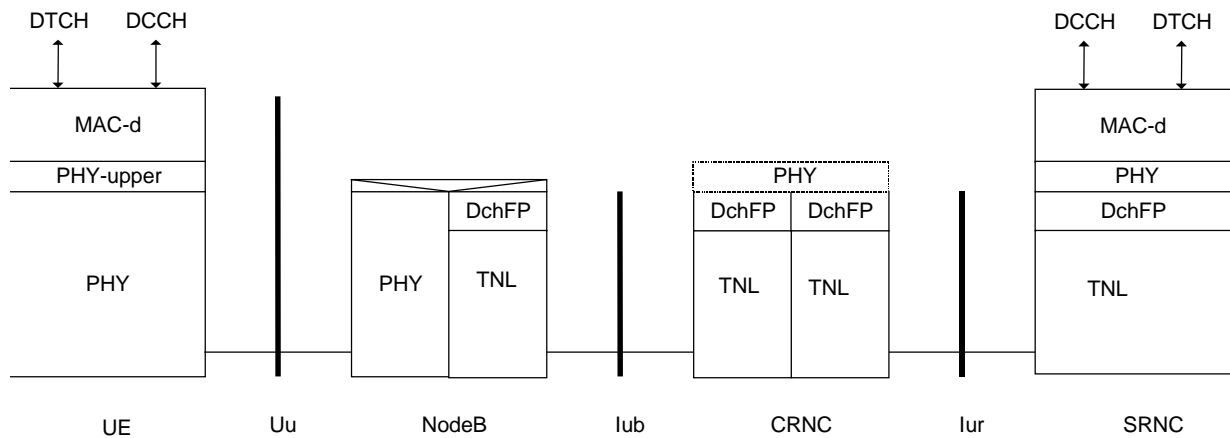 DTCH DCCH DCCH DTCH
MAC-d MAC-d
PHY-upper PHY PHY
DchFP DchFP DchFP DchFP
PHY PHY TNL TNL TNL TNL
UE Uu NodeB Iub CRNC Iur SRNC